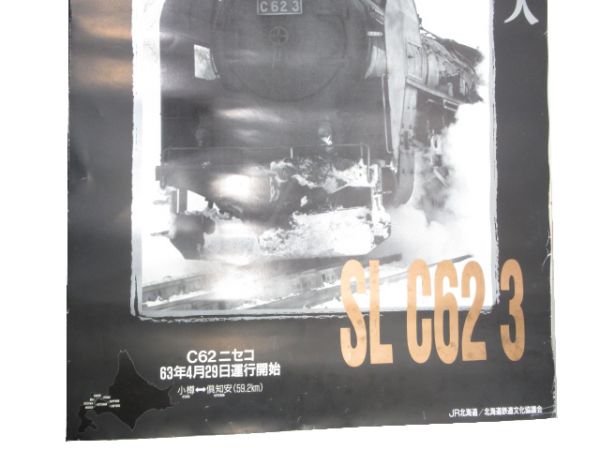 C62 3
人
SL C62 3
C62ニセコ
63年4月29日運行開始
小樽↔倶知安(59.2km)
JR北海道／北海道鉄道文化協議会